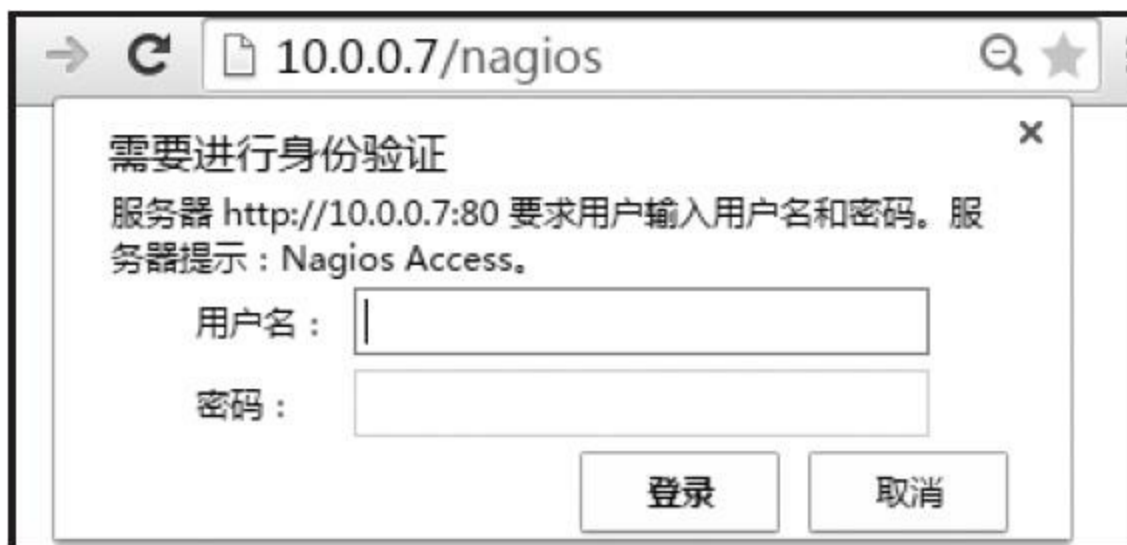 10.0.0.7/nagios
需要进行身份验证
服务器 http://10.0.0.7:80 要求用户输入用户名和密码。服
务器提示：Nagios Access。
用户名：
密码：
登录 取消